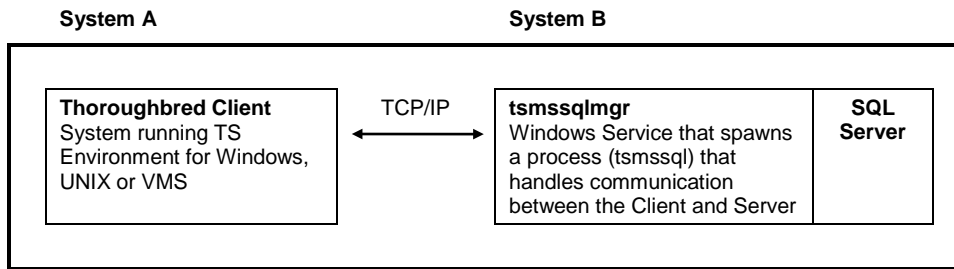 System A
System B
Thoroughbred Client
System running TS
Environment for Windows,
UNIX or VMS
TCP/IP
tsmssqlmgr
Windows Service that spawns
a process (tsmssql) that
handles communication
between the Client and Server
SQL
Server